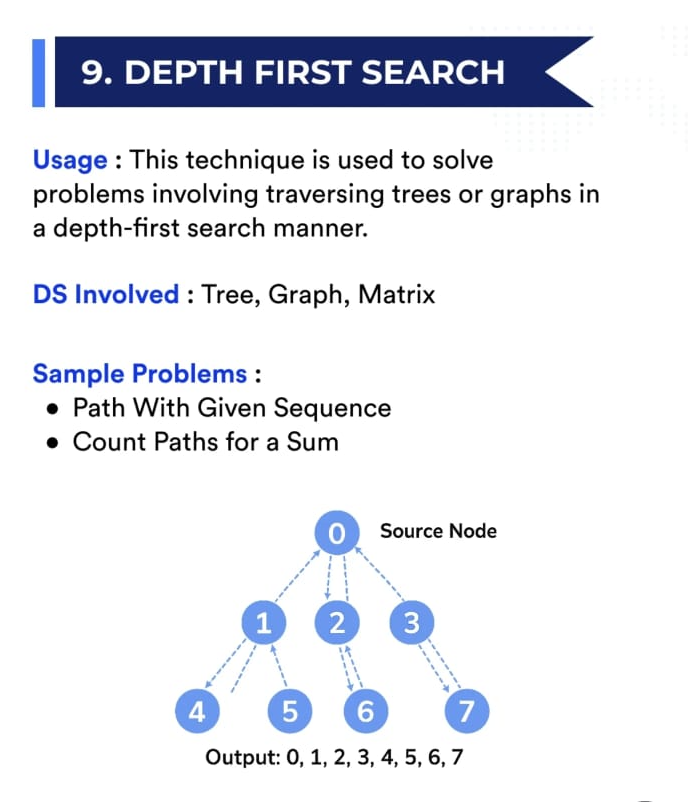 9. DEPTH FIRST SEARCH
Usage : This technique is used to solve
problems involving traversing trees or graphs in
a depth-first search manner.
DS Involved : Tree, Graph, Matrix
Sample Problems :
• Path With Given Sequence
• Count Paths for a Sum
0 Source Node
1 2 3
4 5 6 7
Output: 0, 1, 2, 3, 4, 5, 6, 7